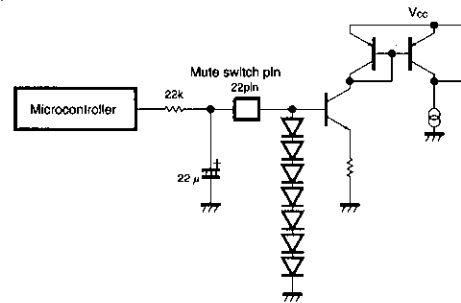 Vcc
Mute switch pin
22pin
22k
Microcontroller
22 μ